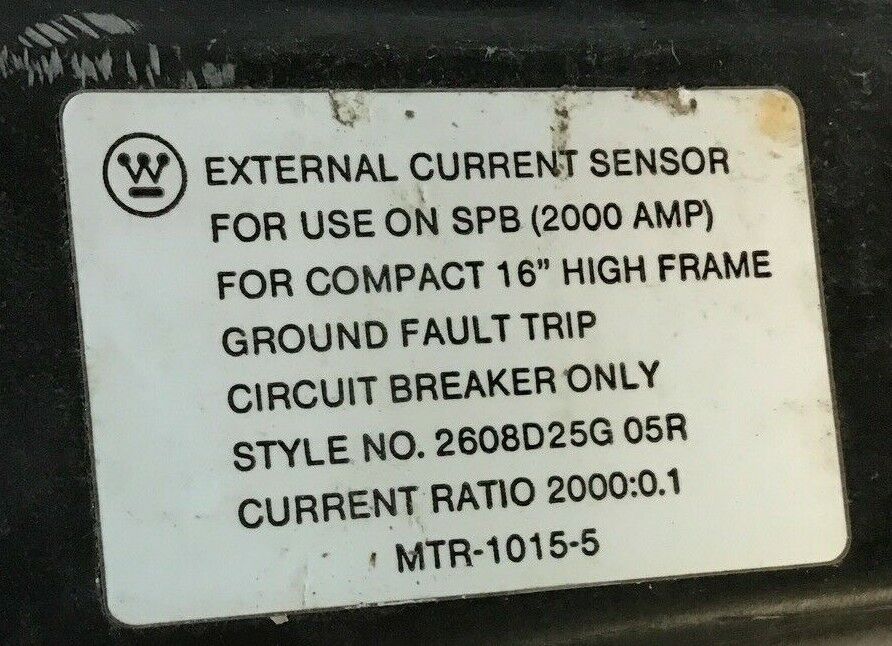 EXTERNAL CURRENT SENSOR
FOR USE ON SPB (2000 AMP)
FOR COMPACT 16" HIGH FRAME
GROUND FAULT TRIP
CIRCUIT BREAKER ONLY
STYLE NO. 2608D25G 05R
CURRENT RATIO 2000:0.1
MTR-1015-5